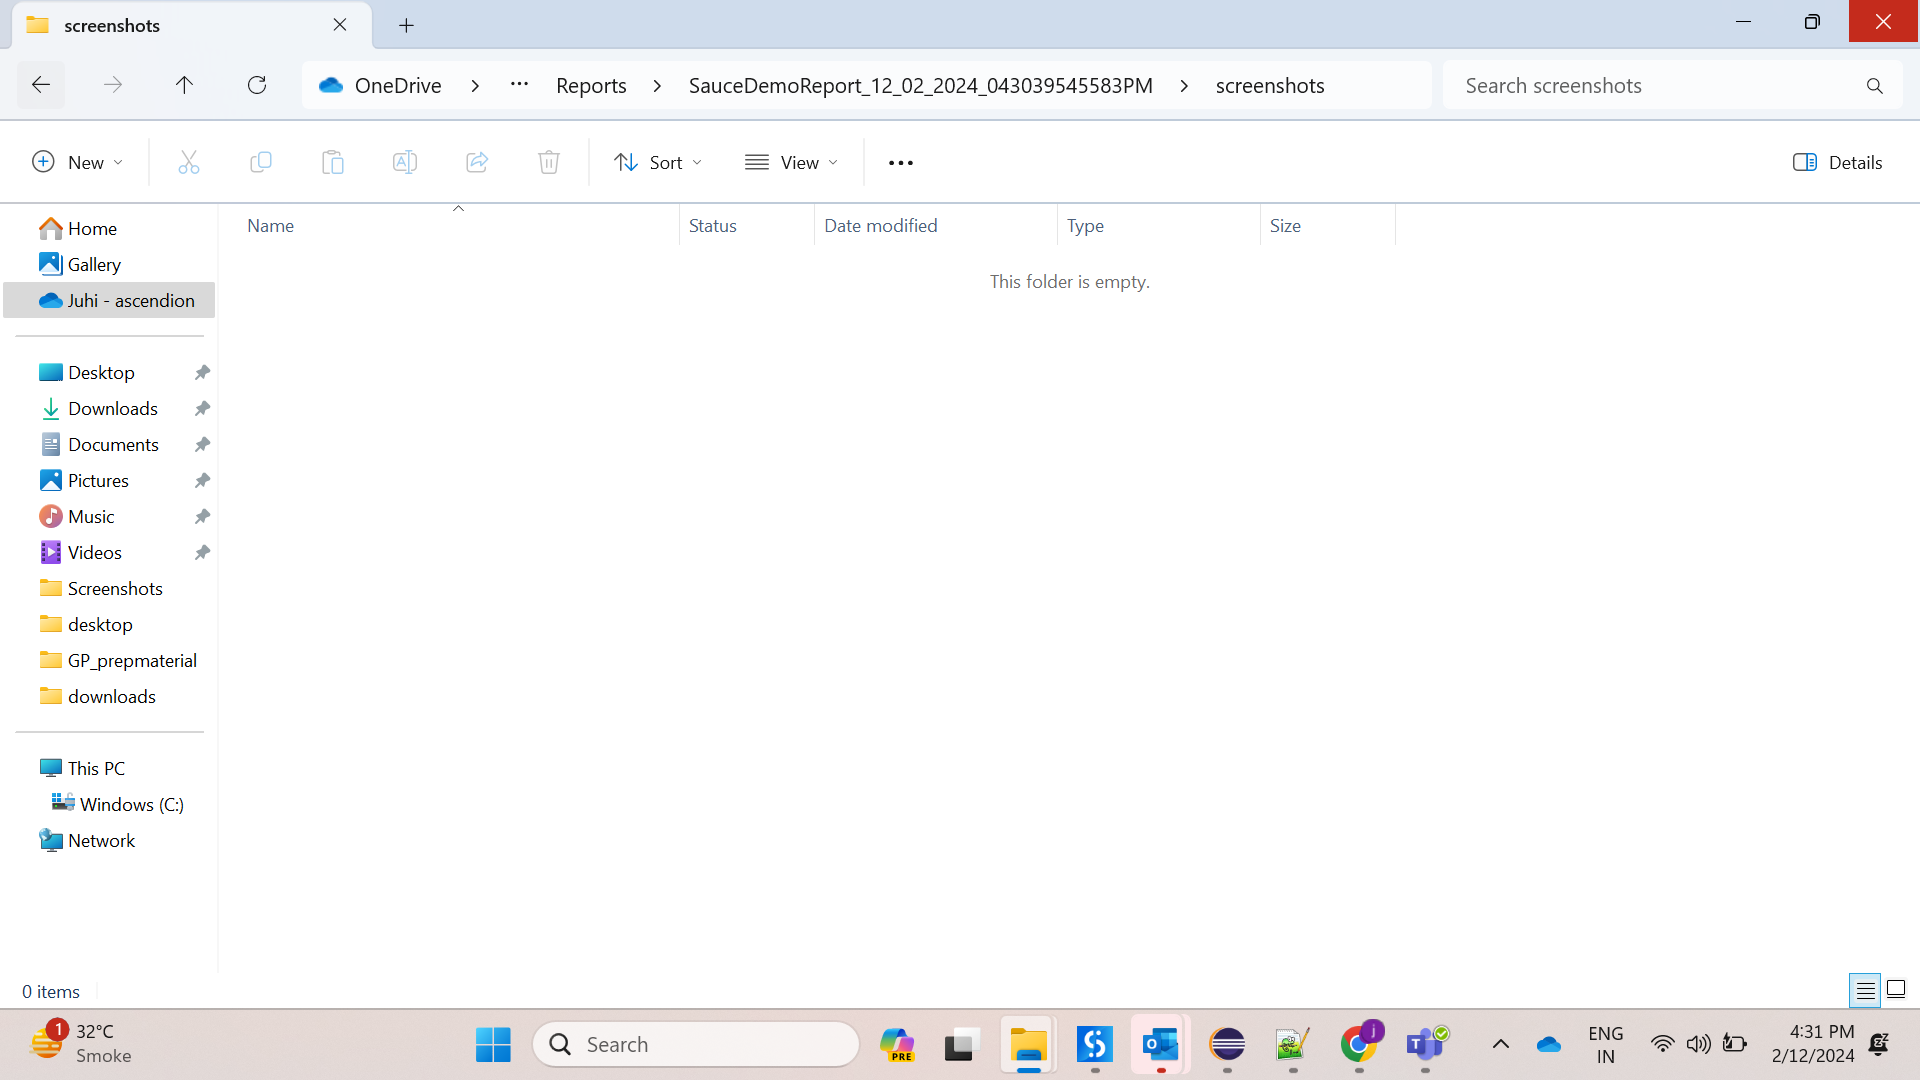 screenshots
OneDrive > ... Reports > SauceDemoReport_12_02_2024_043039545583PM > screenshots
Search screenshots
New
Sort
View
Details
Name Status Date modified Type Size
This folder is empty.
Home
Gallery
Juhi - ascendion
Desktop
Downloads
Documents
Pictures
Music
Videos
Screenshots
desktop
GP_prepmaterial
downloads
This PC
Windows (C:)
Network
0 items
1
32°C
Smoke
Search
PRE
j
ENG
IN
4:31 PM
2/12/2024